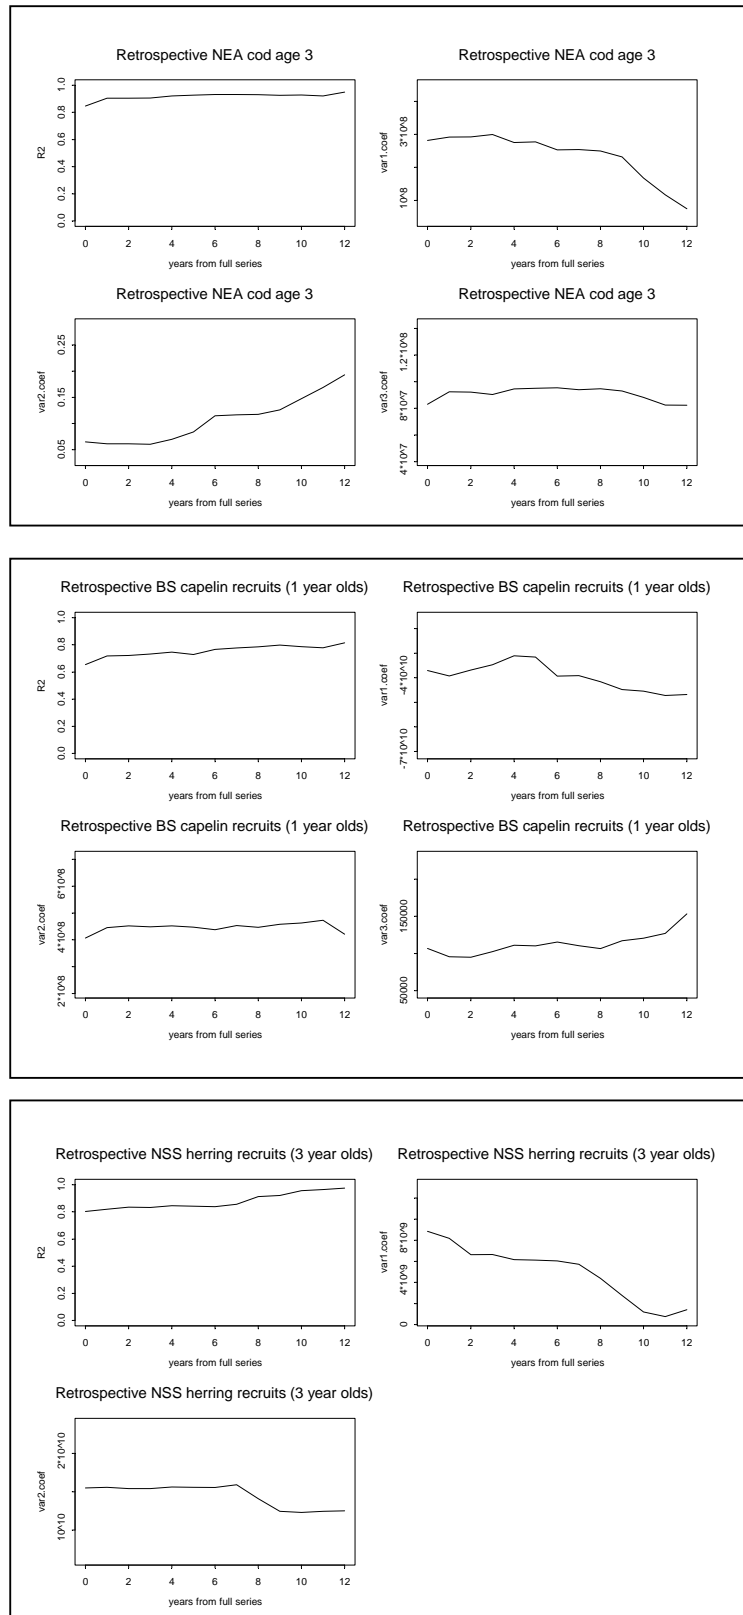 Retrospective NEA cod age 3
R2
0.0 0.2 0.4 0.6 0.8 1.0
0 2 4 6 8 10 12
years from full series
Retrospective NEA cod age 3
var1.coef
10^8 3*10^8
0 2 4 6 8 10 12
years from full series
Retrospective NEA cod age 3
var2.coef
0.05 0.15 0.25
0 2 4 6 8 10 12
years from full series
Retrospective NEA cod age 3
var3.coef
4*10^7 8*10^7 1.2*10^8
0 2 4 6 8 10 12
years from full series
Retrospective BS capelin recruits (1 year olds)
R2
0.0 0.2 0.4 0.6 0.8 1.0
0 2 4 6 8 10 12
years from full series
Retrospective BS capelin recruits (1 year olds)
var1.coef
-7*10^10 -4*10^10
0 2 4 6 8 10 12
years from full series
Retrospective BS capelin recruits (1 year olds)
var2.coef
2*10^8 4*10^8 6*10^8
0 2 4 6 8 10 12
years from full series
Retrospective BS capelin recruits (1 year olds)
var3.coef
50000 150000
0 2 4 6 8 10 12
years from full series
Retrospective NSS herring recruits (3 year olds)
R2
0.0 0.2 0.4 0.6 0.8 1.0
0 2 4 6 8 10 12
years from full series
Retrospective NSS herring recruits (3 year olds)
var1.coef
0 4*10^9 8*10^9
0 2 4 6 8 10 12
years from full series
Retrospective NSS herring recruits (3 year olds)
var2.coef
10^10 2*10^10
0 2 4 6 8 10 12
years from full series